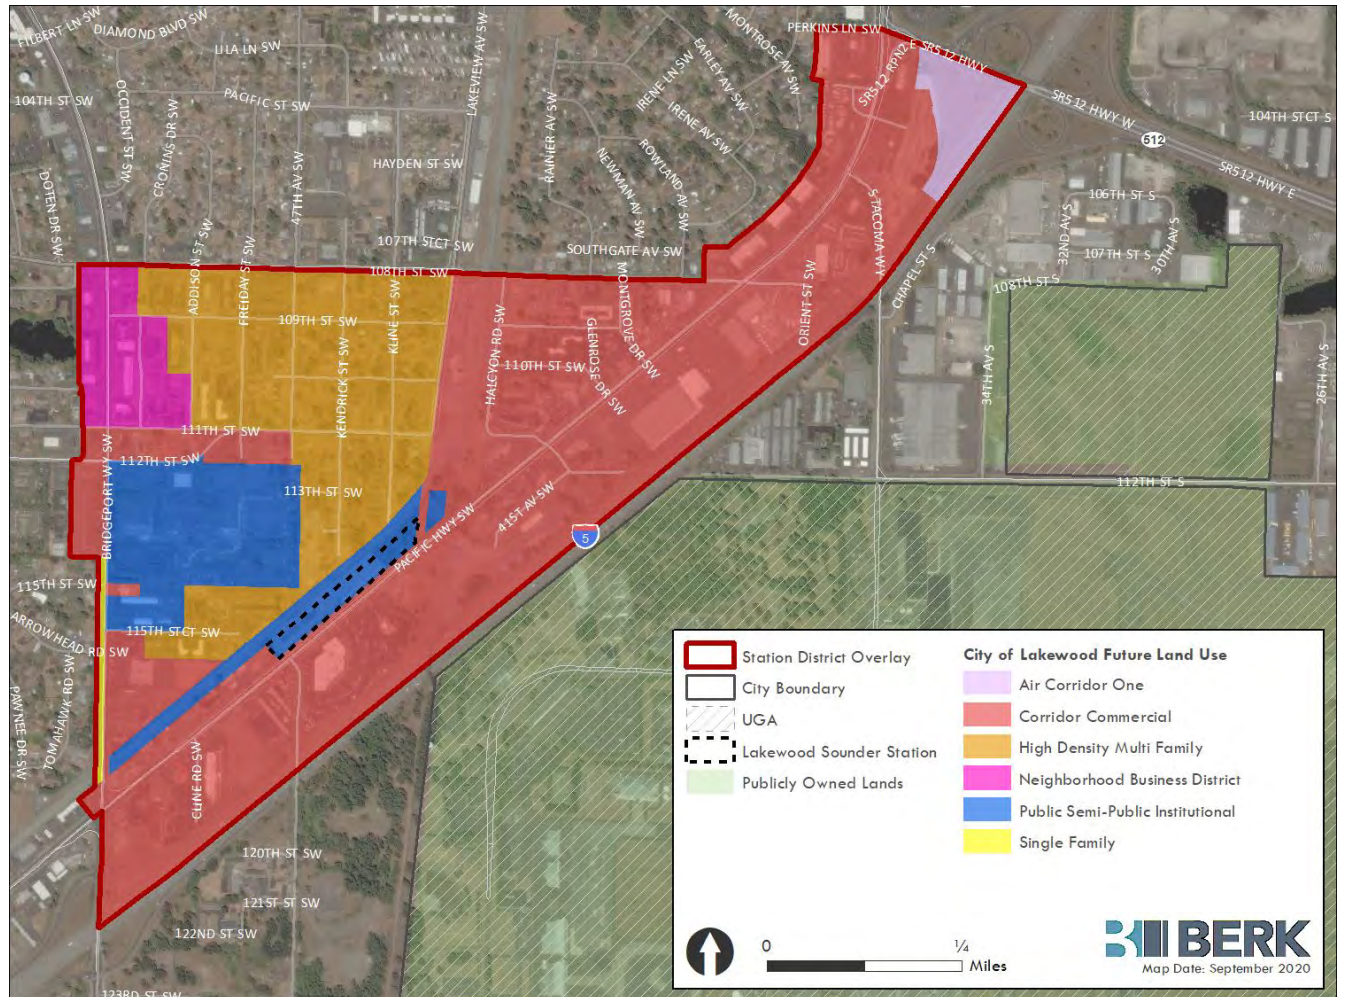 FILBERT LN SW
DIAMOND BLVD SW
LILA LN SW
PACIFIC ST SW
104TH ST SW
OCCIDENT ST SW
CRONINS DR SW
47TH AV SW
LAKEVIEW AV SW
HAYDEN ST SW
107TH STCT SW
DOTEN DR SW
ADDISON ST SW
FREIDAY ST SW
108TH ST SW
RAINIER AV SW
IRENE LN SW
EARLEY AV SW
MONTROSE AV SW
IRENE AV SW
ROWLAND AV SW
NEWMAN AV SW
SOUTHGATE AV SW
PERKINS LN SW
SR512 RPNZ E
SR512 HWY
SR512 HWY W
512
SR512 HWY E
104TH STCT S
106TH ST S
107TH ST S
32ND AV S
30TH AV S
108TH ST S
CHAPEL ST S
S TACOMA WY
ORIENT ST SW
34TH AV S
26TH AV S
112TH ST S
109TH ST SW
KLINE ST SW
KENDRICK ST SW
HALCYON RD SW
MONTGROVE DR SW
GLENROSE DR SW
110TH ST SW
111TH ST SW
112TH ST SW
113TH ST SW
BRIDGEPORT WY SW
41ST AV SW
PACIFIC HWY SW
5
115TH ST SW
115TH STCT SW
ARROWHEAD RD SW
TOMAHAWK RD SW
PAWNEE DR SW
CLINE RD SW
120TH ST SW
121ST ST SW
122ND ST SW
123RD ST SW
Station District Overlay
City Boundary
UGA
Lakewood Sounder Station
Publicly Owned Lands
City of Lakewood Future Land Use
Air Corridor One
Corridor Commercial
High Density Multi Family
Neighborhood Business District
Public Semi-Public Institutional
Single Family
0
¼
Miles
BERK
Map Date: September 2020